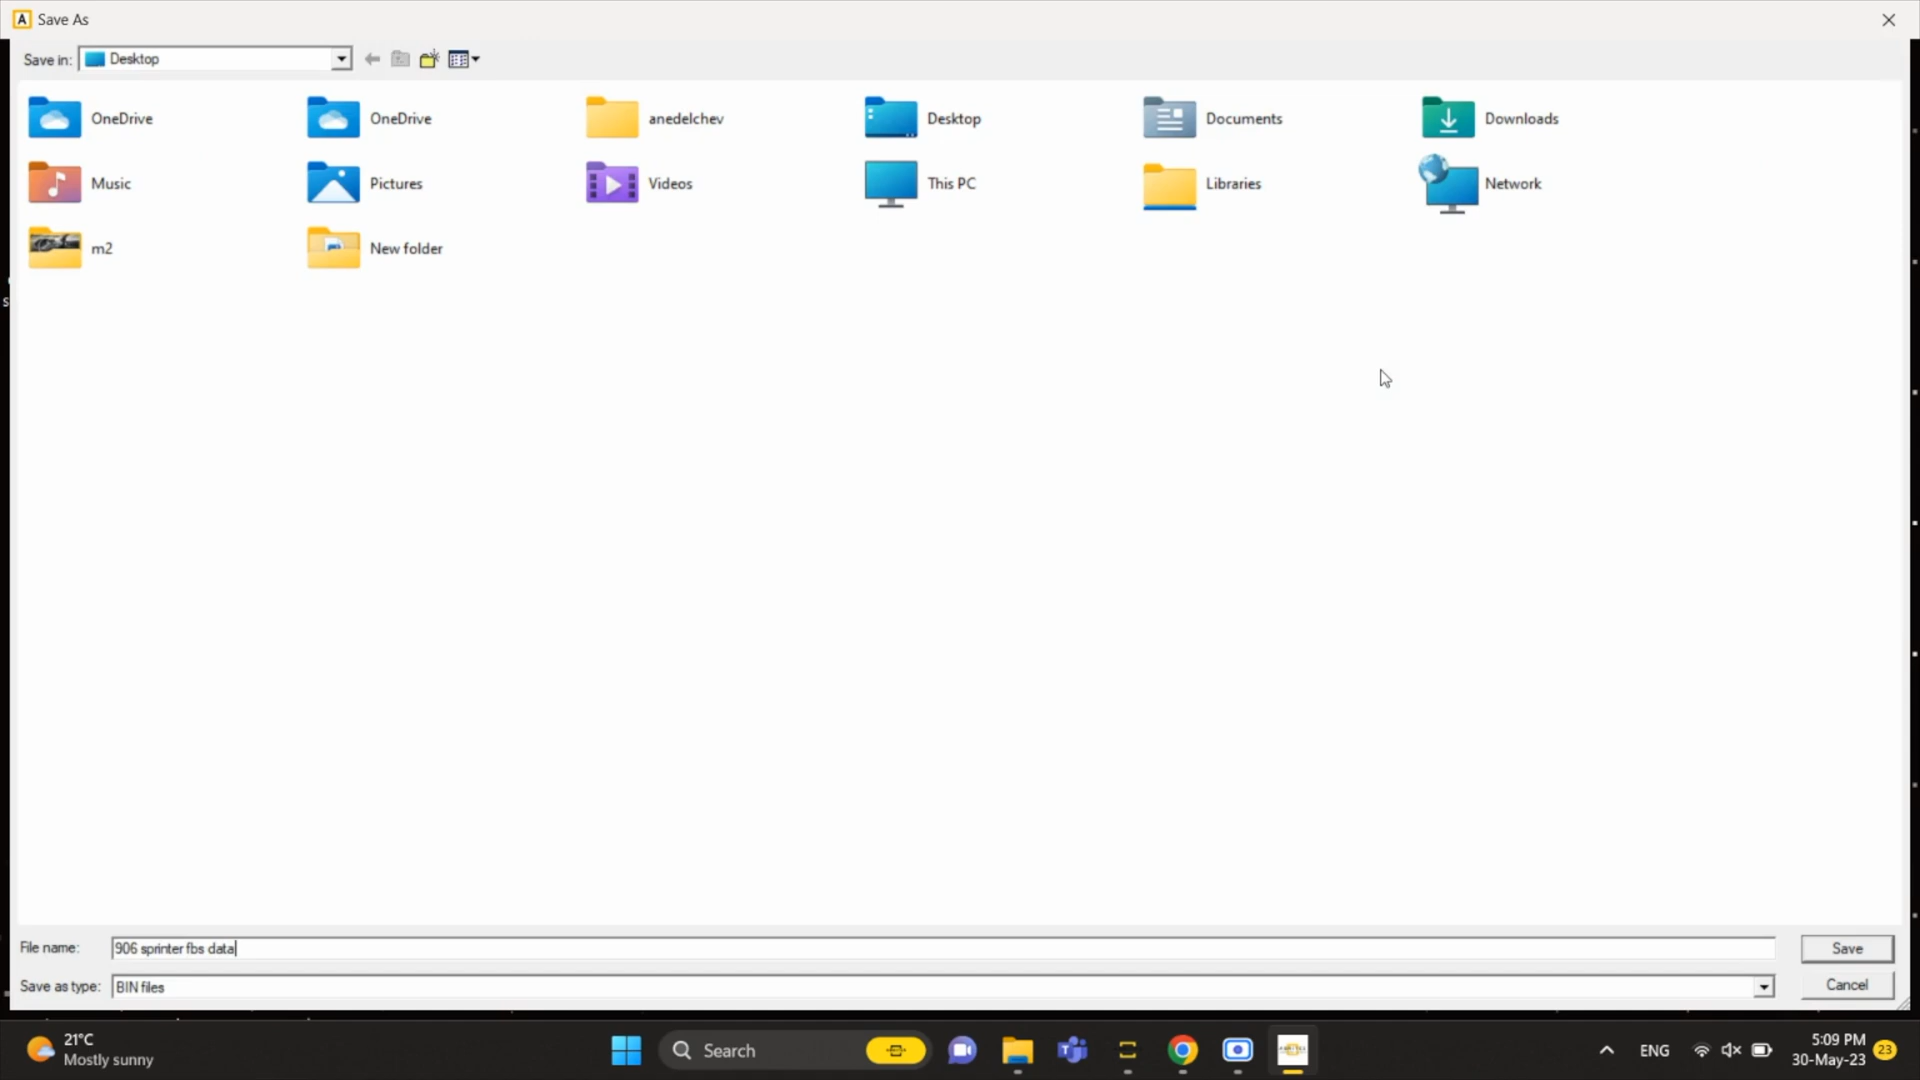 A Save As
Save in: Desktop
OneDrive OneDrive anedelchev Desktop Documents Downloads
Music Pictures Videos This PC Libraries Network
m2 New folder
File name: 906 sprinter fbs data Save
Save as type: BIN files Cancel
21°C
Mostly sunny
Search
ENG
5:09 PM
30-May-23
23